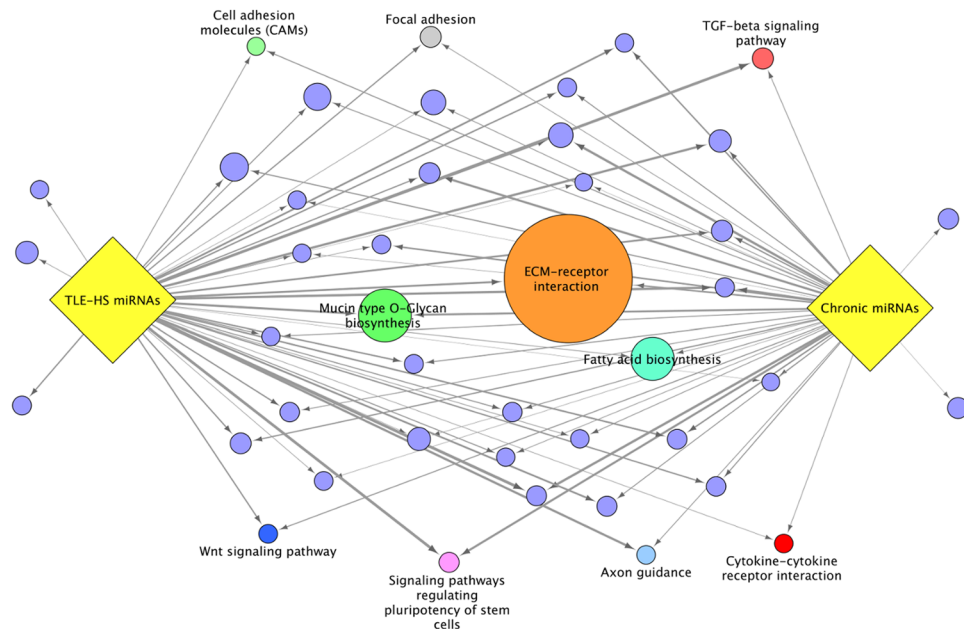 Cell adhesion
molecules (CAMs)
Focal adhesion
TGF-beta signaling
pathway
ECM-receptor
interaction
TLE-HS miRNAs
Mucin type O-Glycan
biosynthesis
Chronic miRNAs
Fatty acid biosynthesis
Wnt signaling pathway
Signaling pathways
regulating
pluripotency of stem
cells
Axon guidance
Cytokine-cytokine
receptor interaction